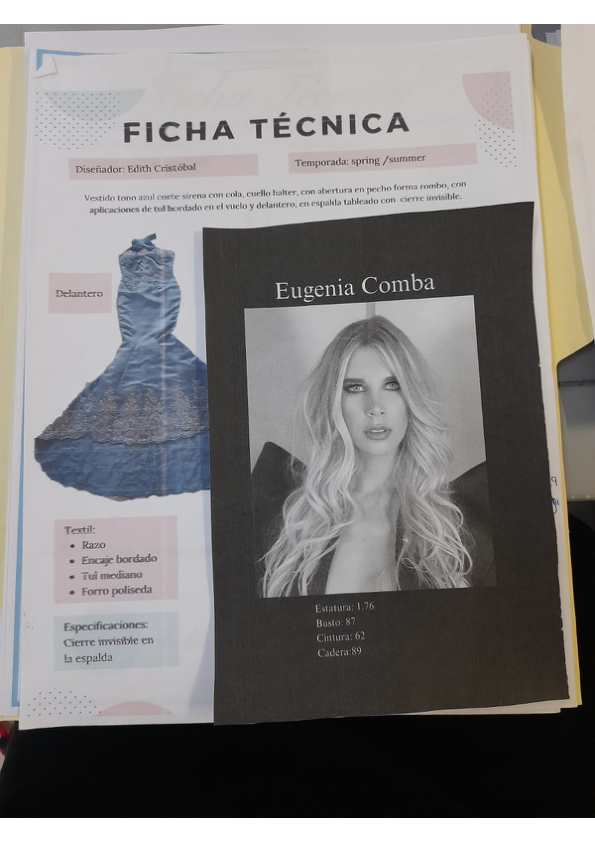 FICHA TÉCNICA
Diseñador: Edith Cristóbal
Temporada: spring /summer
Vestido tono azul corte sirena con cola, cuello halter, con abertura en pecho forma rombo, con
aplicaciones de tul bordado en el vuelo y delantero, en espalda tableado con cierre invisible.
Delantero
Eugenia Comba
Textil:
Razo
Encaje bordado
Tul mediano
Forro poliseda
Especificaciones:
Cierre invisible en
la espalda
Estatura: 1.76
Busto: 87
Cintura: 62
Cadera:89